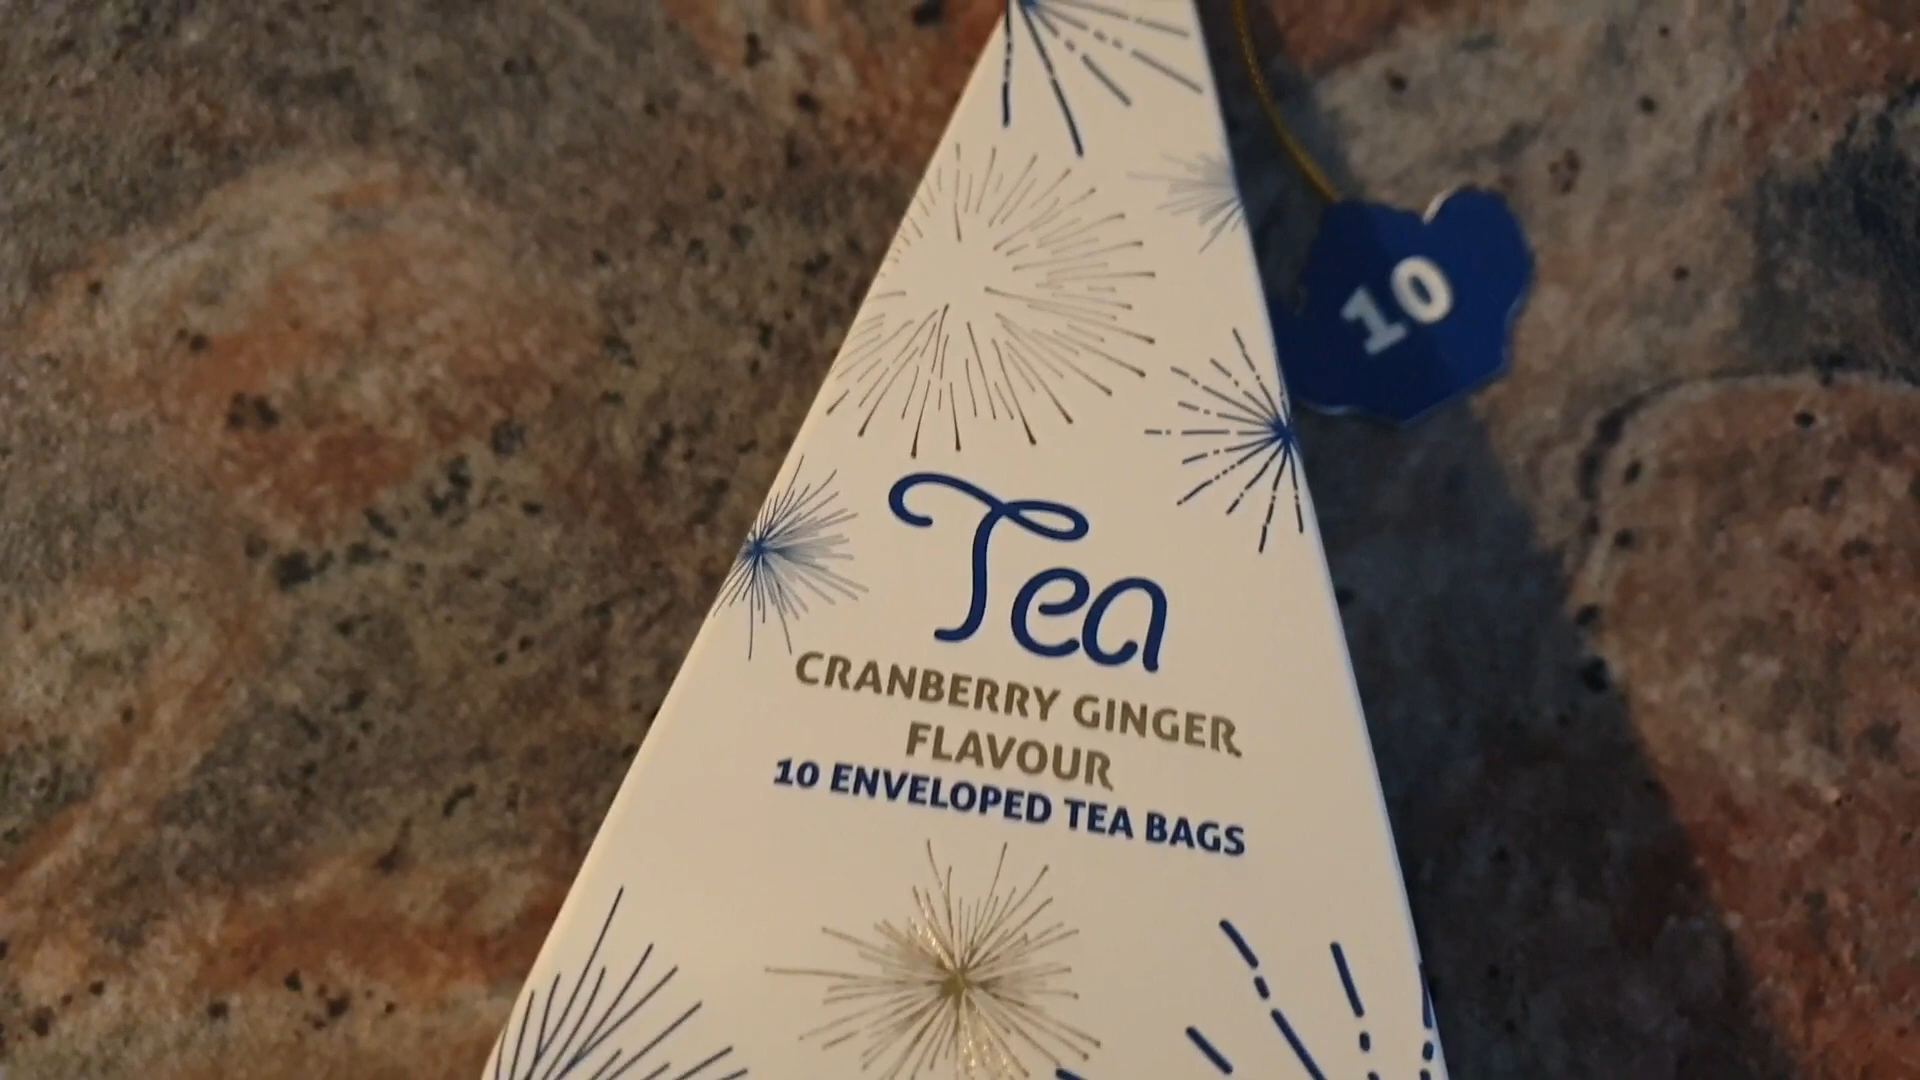 10
Tea
CRANBERRY GINGER
FLAVOUR
10 ENVELOPED TEA BAGS